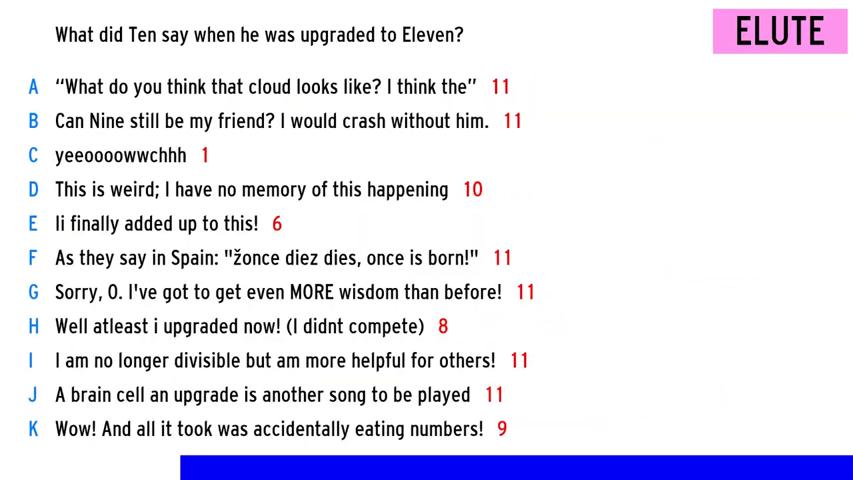 What did Ten say when he was upgraded to Eleven?
ELUTE
A “What do you think that cloud looks like? I think the” 11
B Can Nine still be my friend? I would crash without him. 11
C yeeoooowwchhh 1
D This is weird; I have no memory of this happening 10
E Ii finally added up to this! 6
F As they say in Spain: "žonce diez dies, once is born!" 11
G Sorry, 0. I've got to get even MORE wisdom than before! 11
H Well atleast i upgraded now! (I didnt compete) 8
I I am no longer divisible but am more helpful for others! 11
J A brain cell an upgrade is another song to be played 11
K Wow! And all it took was accidentally eating numbers! 9